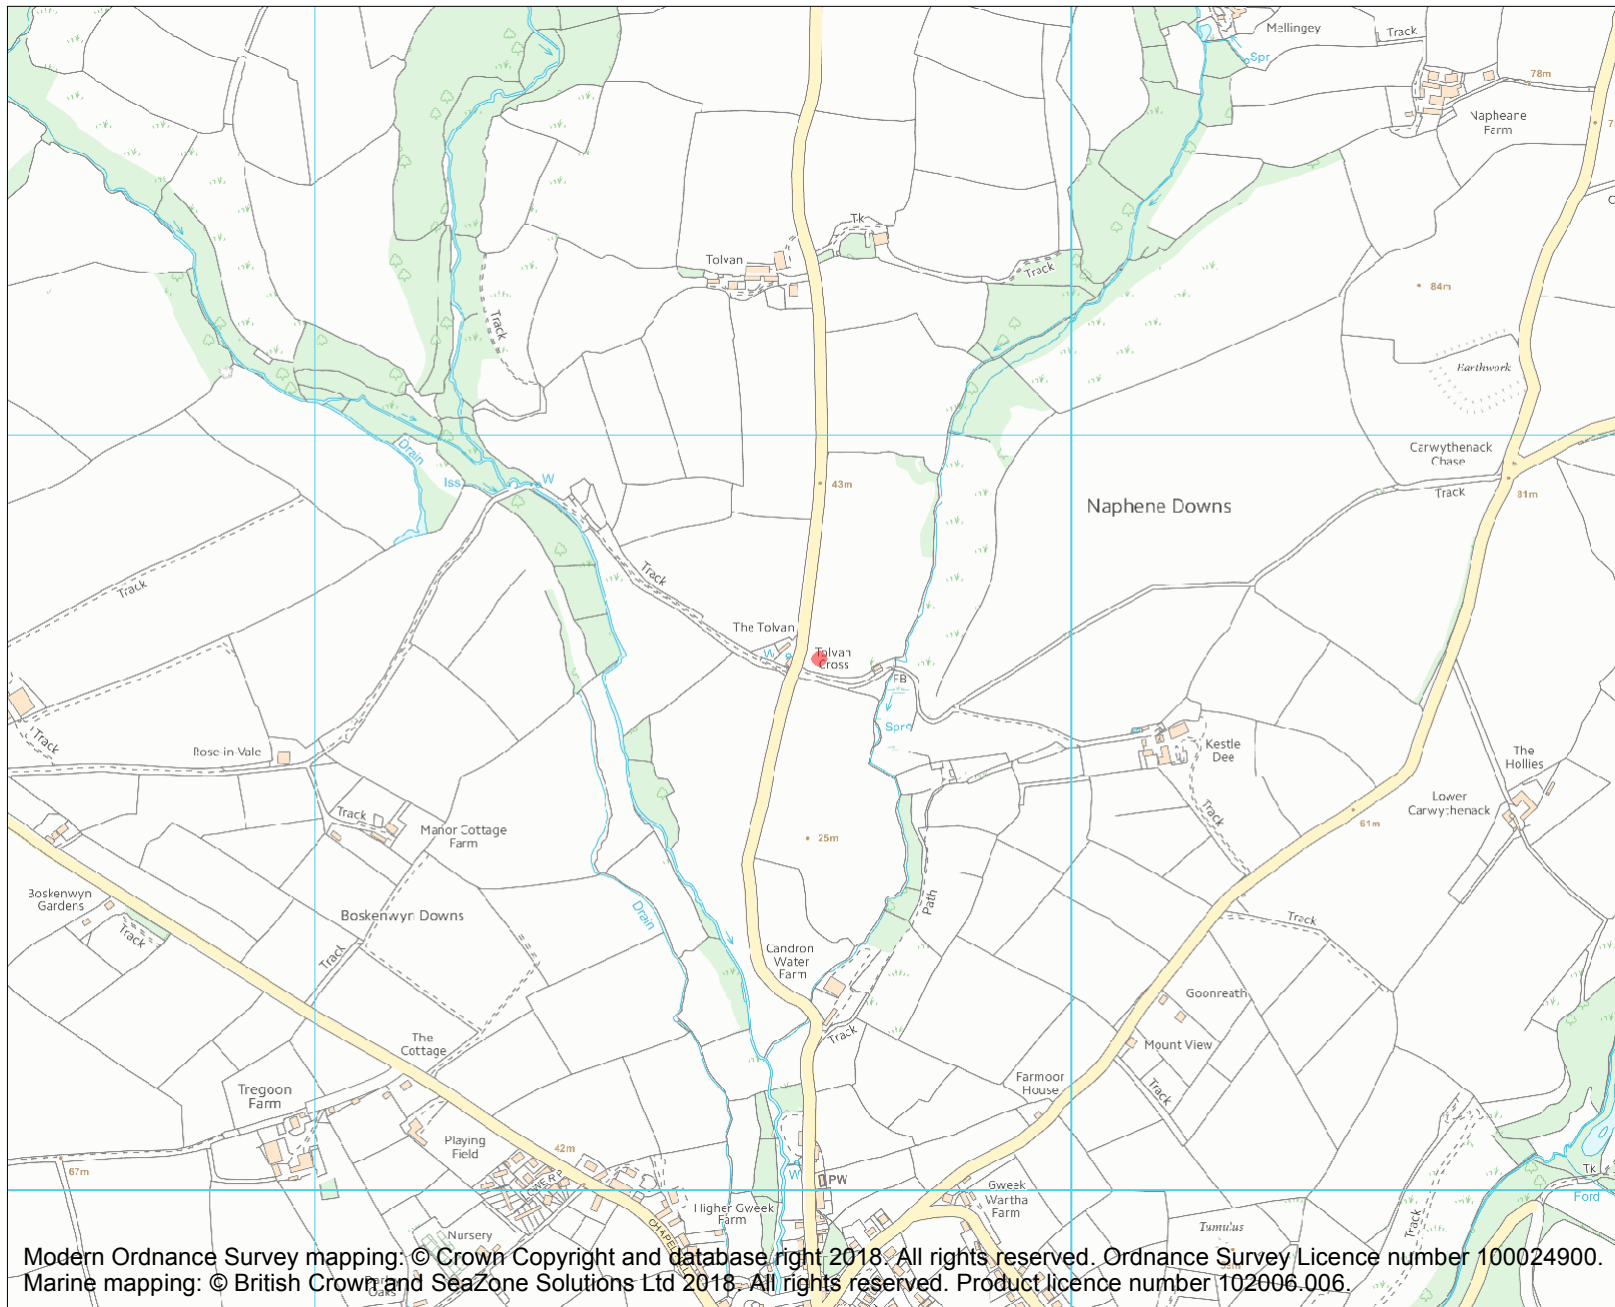 Mellingey
Track
Spr
78m
Napheane
Farm
Tk
Tolvan
Track
84m
Track
Earthwork
Carwythenack
Chase
Drain
Iss
W
43m
Track
81m
Naphene Downs
Track
Track
The Tolvan
W
Tolvan
Cross
FB
Spr
Track
Rose-in-Vale
Kestle
Dee
The
Hollies
Track
Manor Cottage
Farm
Track
Lower
Carwythenack
61m
25m
Boskenwyn
Gardens
Boskenwyn Downs
Drain
Path
Track
Track
Track
Candron
Water
Farm
Goonreath
The
Cottage
Track
Mount View
Tregoon
Farm
Farmoor
House
Track
Playing
Field
42m
67m
W
PW
Gweek
Wartha
Farm
Tk
Ford
Higher Gweek
Farm
Tumulus
Track
Nursery
CHAPEL
Oaks
Modern Ordnance Survey mapping: © Crown Copyright and database right 2018. All rights reserved. Ordnance Survey Licence number 100024900.
Marine mapping: © British Crown and SeaZone Solutions Ltd 2018. All rights reserved. Product licence number 102006.006.